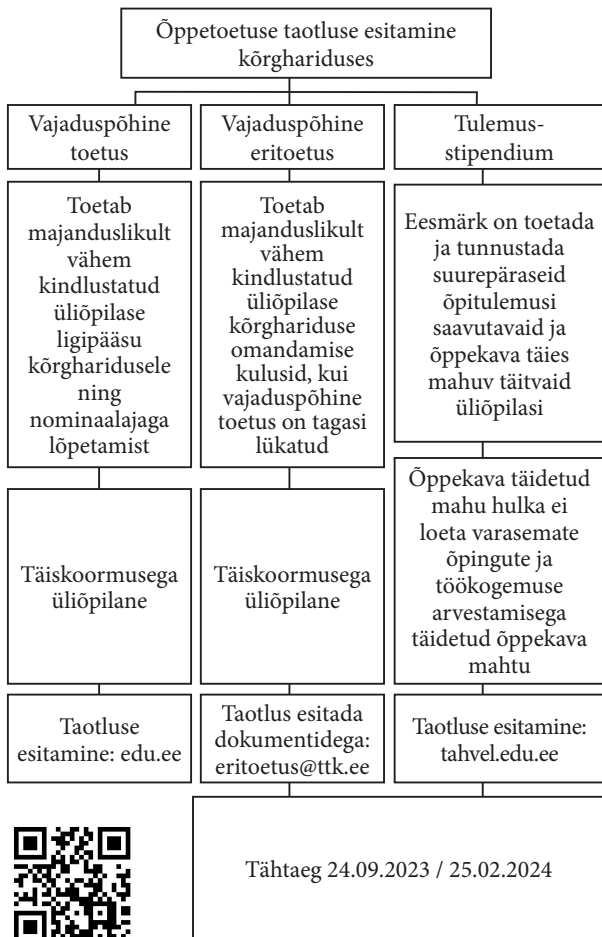 Õppetoetuse taotluse esitamine
kõrghariduses
Vajaduspõhine
toetus
Toetab
majanduslikult
vähem
kindlustatud
üliõpilase
ligipääsu
kõrgharidusele
ning
nominaalajaga
lõpetamist
Täiskoormusega
üliõpilane
Taotluse
esitamine: edu.ee
Vajaduspõhine
eritoetus
Toetab
majanduslikult
vähem
kindlustatud
üliõpilase
kõrghariduse
omandamise
kulusid, kui
vajaduspõhine
toetus on tagasi
lükatud
Täiskoormusega
üliõpilane
Taotlus esitada
dokumentidega:
eritoetus@ttk.ee
Tulemus-
stipendium
Eesmärk on toetada
ja tunnustada
suurepäraseid
õpitulemusi
saavutavaid ja
õppekava täies
mahuv täitvaid
üliõpilasi
Õppekava täidetud
mahu hulka ei
loeta varasemate
õpingute ja
töökogemuse
arvestamisega
täidetud õppekava
mahtu
Taotluse esitamine:
tahvel.edu.ee
Tähtaeg 24.09.2023 / 25.02.2024